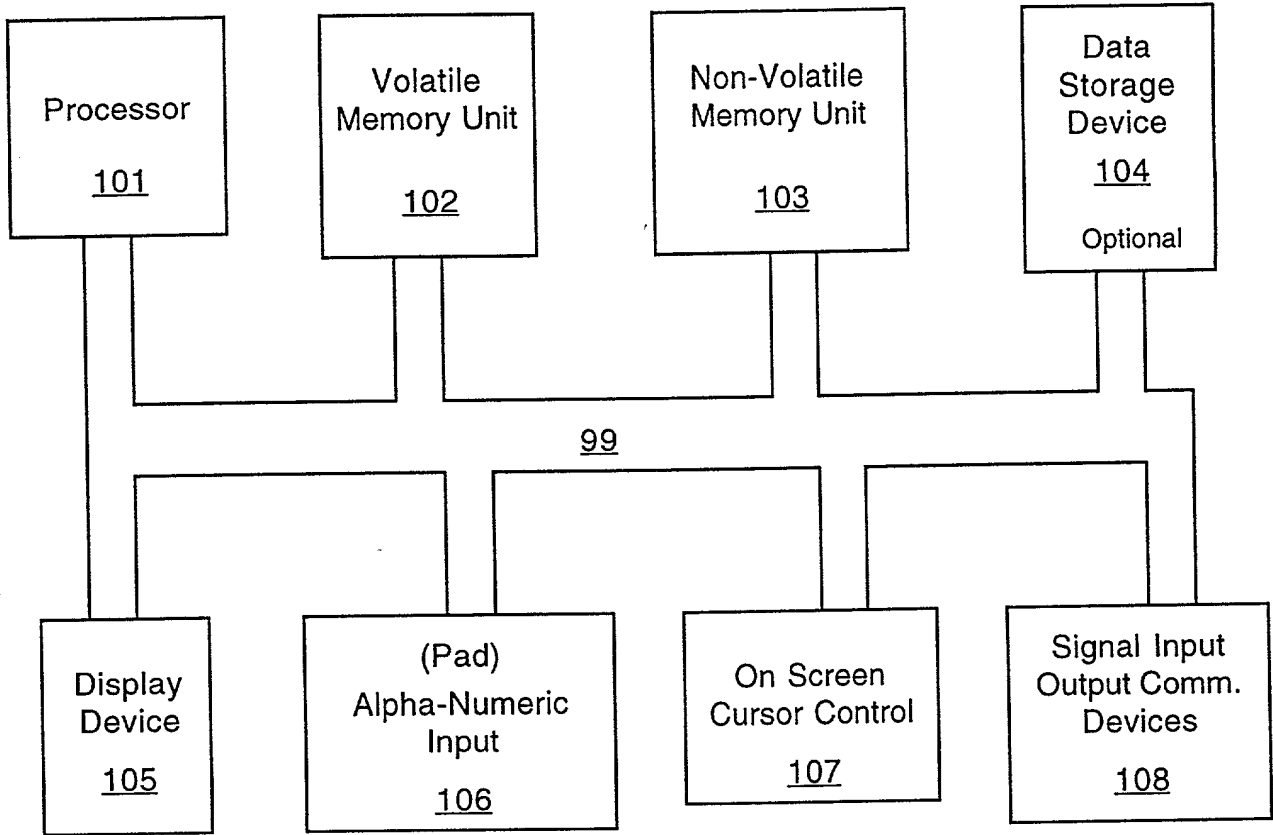 Processor
101
Volatile
Memory Unit
102
Non-Volatile
Memory Unit
103
Data
Storage
Device
104
Optional
99
Display
Device
105
(Pad)
Alpha-Numeric
Input
106
On Screen
Cursor Control
107
Signal Input
Output Comm.
Devices
108